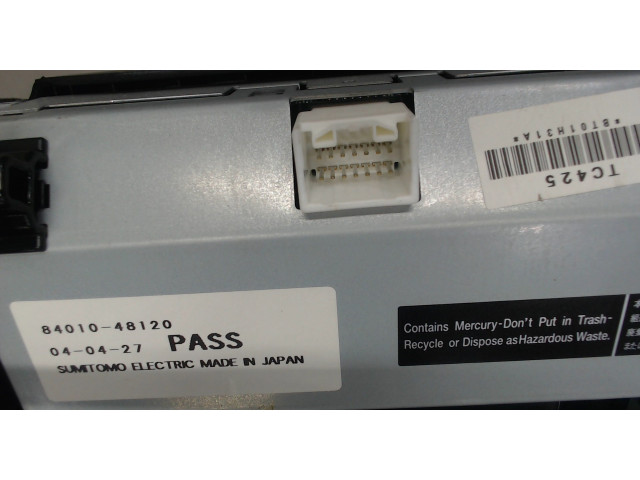 *BT01H31A*
TC425
84010-48120
04-04-27 PASS
SUMITOMO ELECTRIC MADE IN JAPAN
Contains Mercury-Don't Put in Trash-
Recycle or Dispose as Hazardous Waste.